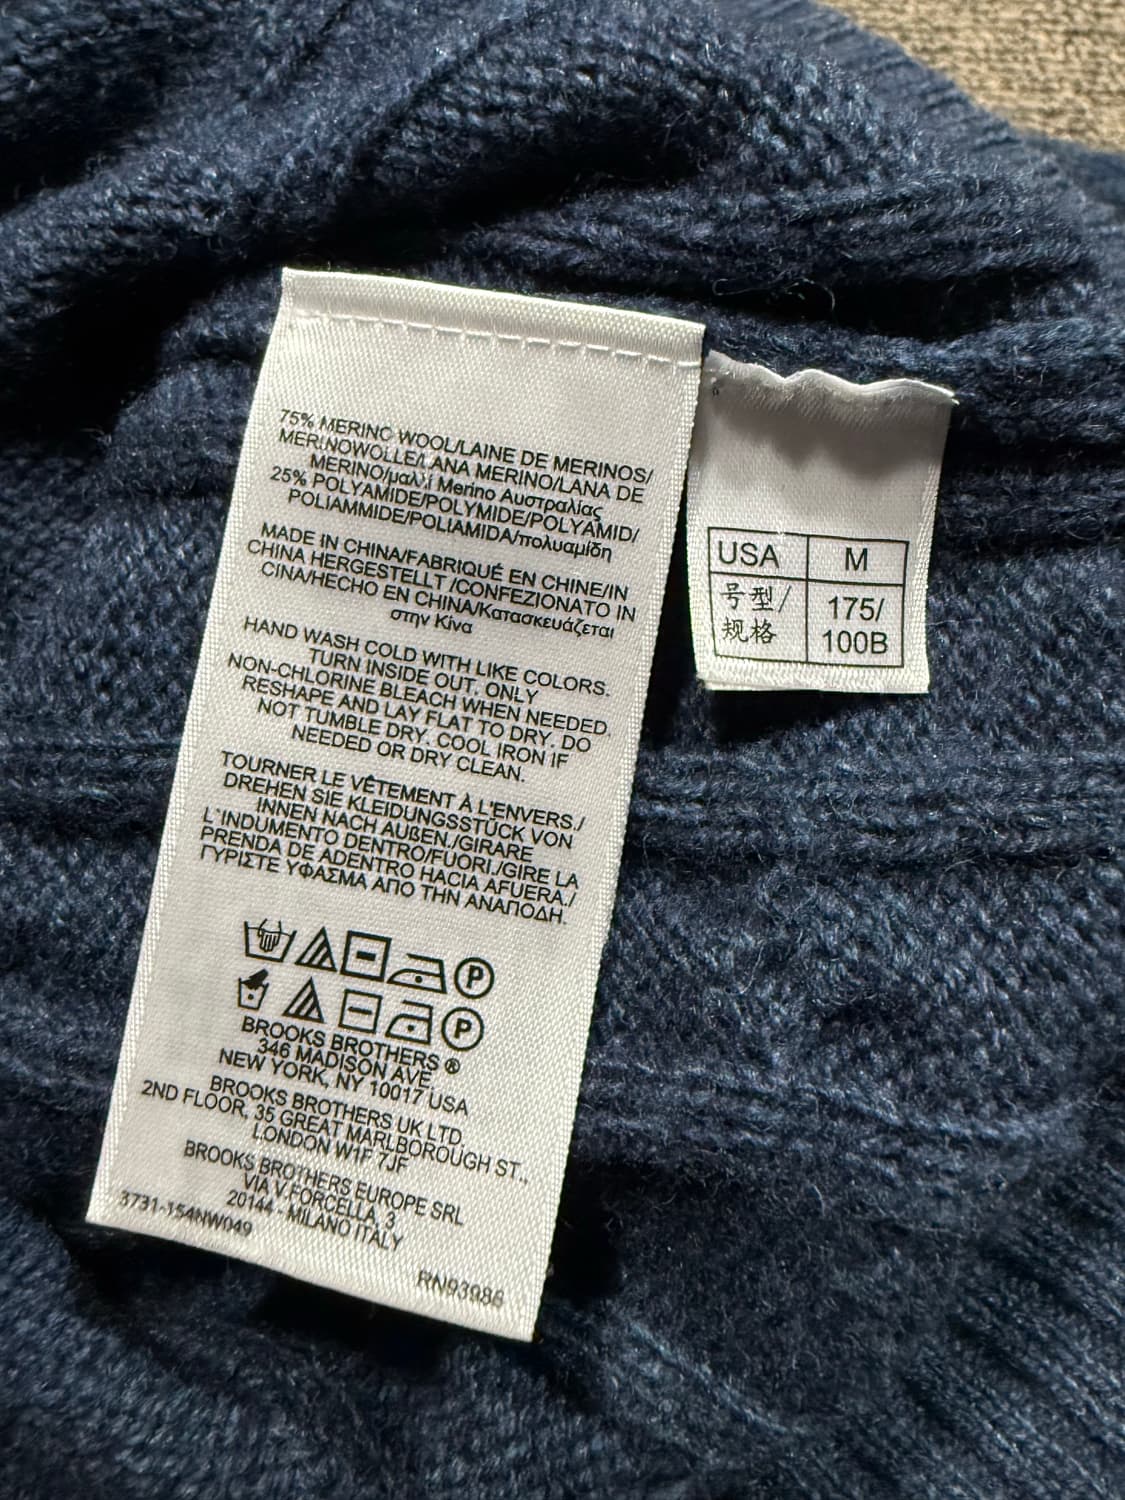 75% MERINO WOOL/LAINE DE MERINOS/
MERINOWOLLE/LANA MERINO/LANA DE
MERINO/μαλλί Merino Αυστραλίας
25% POLYAMIDE/POLYMIDE/POLYAMID/
POLIAMMIDE/POLIAMIDA/πολυαμίδη
MADE IN CHINA/FABRIQUÉ EN CHINE/IN
CHINA HERGESTELLT /CONFEZIONATO IN
CINA/HECHO EN CHINA/Κατασκευάζεται
στην Κίνα
HAND WASH COLD WITH LIKE COLORS.
TURN INSIDE OUT. ONLY
NON-CHLORINE BLEACH WHEN NEEDED.
RESHAPE AND LAY FLAT TO DRY. DO
NOT TUMBLE DRY. COOL IRON IF
NEEDED OR DRY CLEAN.
TOURNER LE VÊTEMENT À L'ENVERS./
DREHEN SIE KLEIDUNGSSTÜCK VON
INNEN NACH AUßEN./GIRARE
L'INDUMENTO DENTRO/FUORI./GIRE LA
PRENDA DE ADENTRO HACIA AFUERA./
ΓΥΡΙΣΤΕ ΥΦΑΣΜΑ ΑΠΟ ΤΗΝ ΑΝΑΠΟΔΗ.
P
P
BROOKS BROTHERS ®
346 MADISON AVE.
NEW YORK, NY 10017 USA
BROOKS BROTHERS UK LTD.
2ND FLOOR, 35 GREAT MARLBOROUGH ST.,
LONDON W1F 7JF
BROOKS BROTHERS EUROPE SRL
VIA V.FORCELLA, 3
20144 - MILANO ITALY
3731-154NW049
RN93986
USA M
号型/ 175/
规格 100B